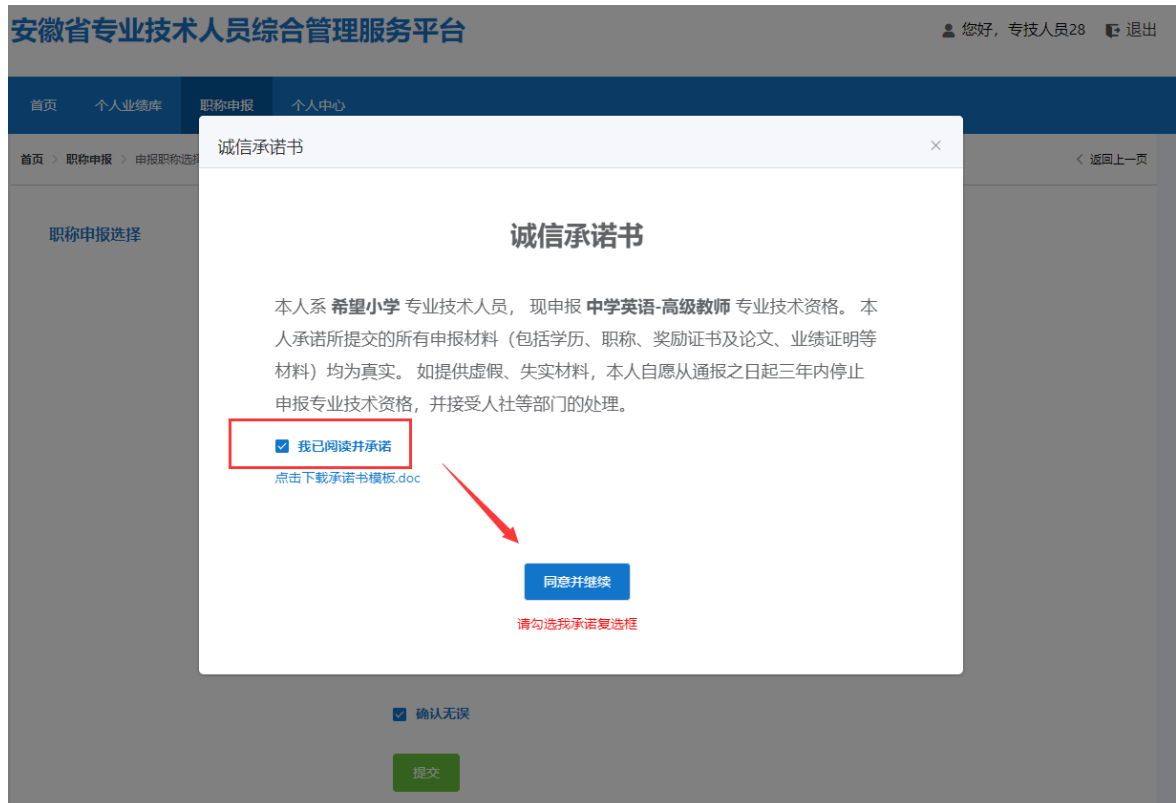 安徽省专业技术人员综合管理服务平台
您好，专技人员28 退出
首页 个人业绩库 职称申报 个人中心
首页 > 职称申报 > 申报职称选择
< 返回上一页
诚信承诺书 ×
职称申报选择
诚信承诺书
本人系 希望小学 专业技术人员， 现申报 中学英语-高级教师 专业技术资格。 本
人承诺所提交的所有申报材料（包括学历、职称、奖励证书及论文、业绩证明等
材料）均为真实。 如提供虚假、失实材料，本人自愿从通报之日起三年内停止
申报专业技术资格，并接受人社等部门的处理。
我已阅读并承诺
点击下载承诺书模板.doc
同意并继续
请勾选我承诺复选框
确认无误
提交